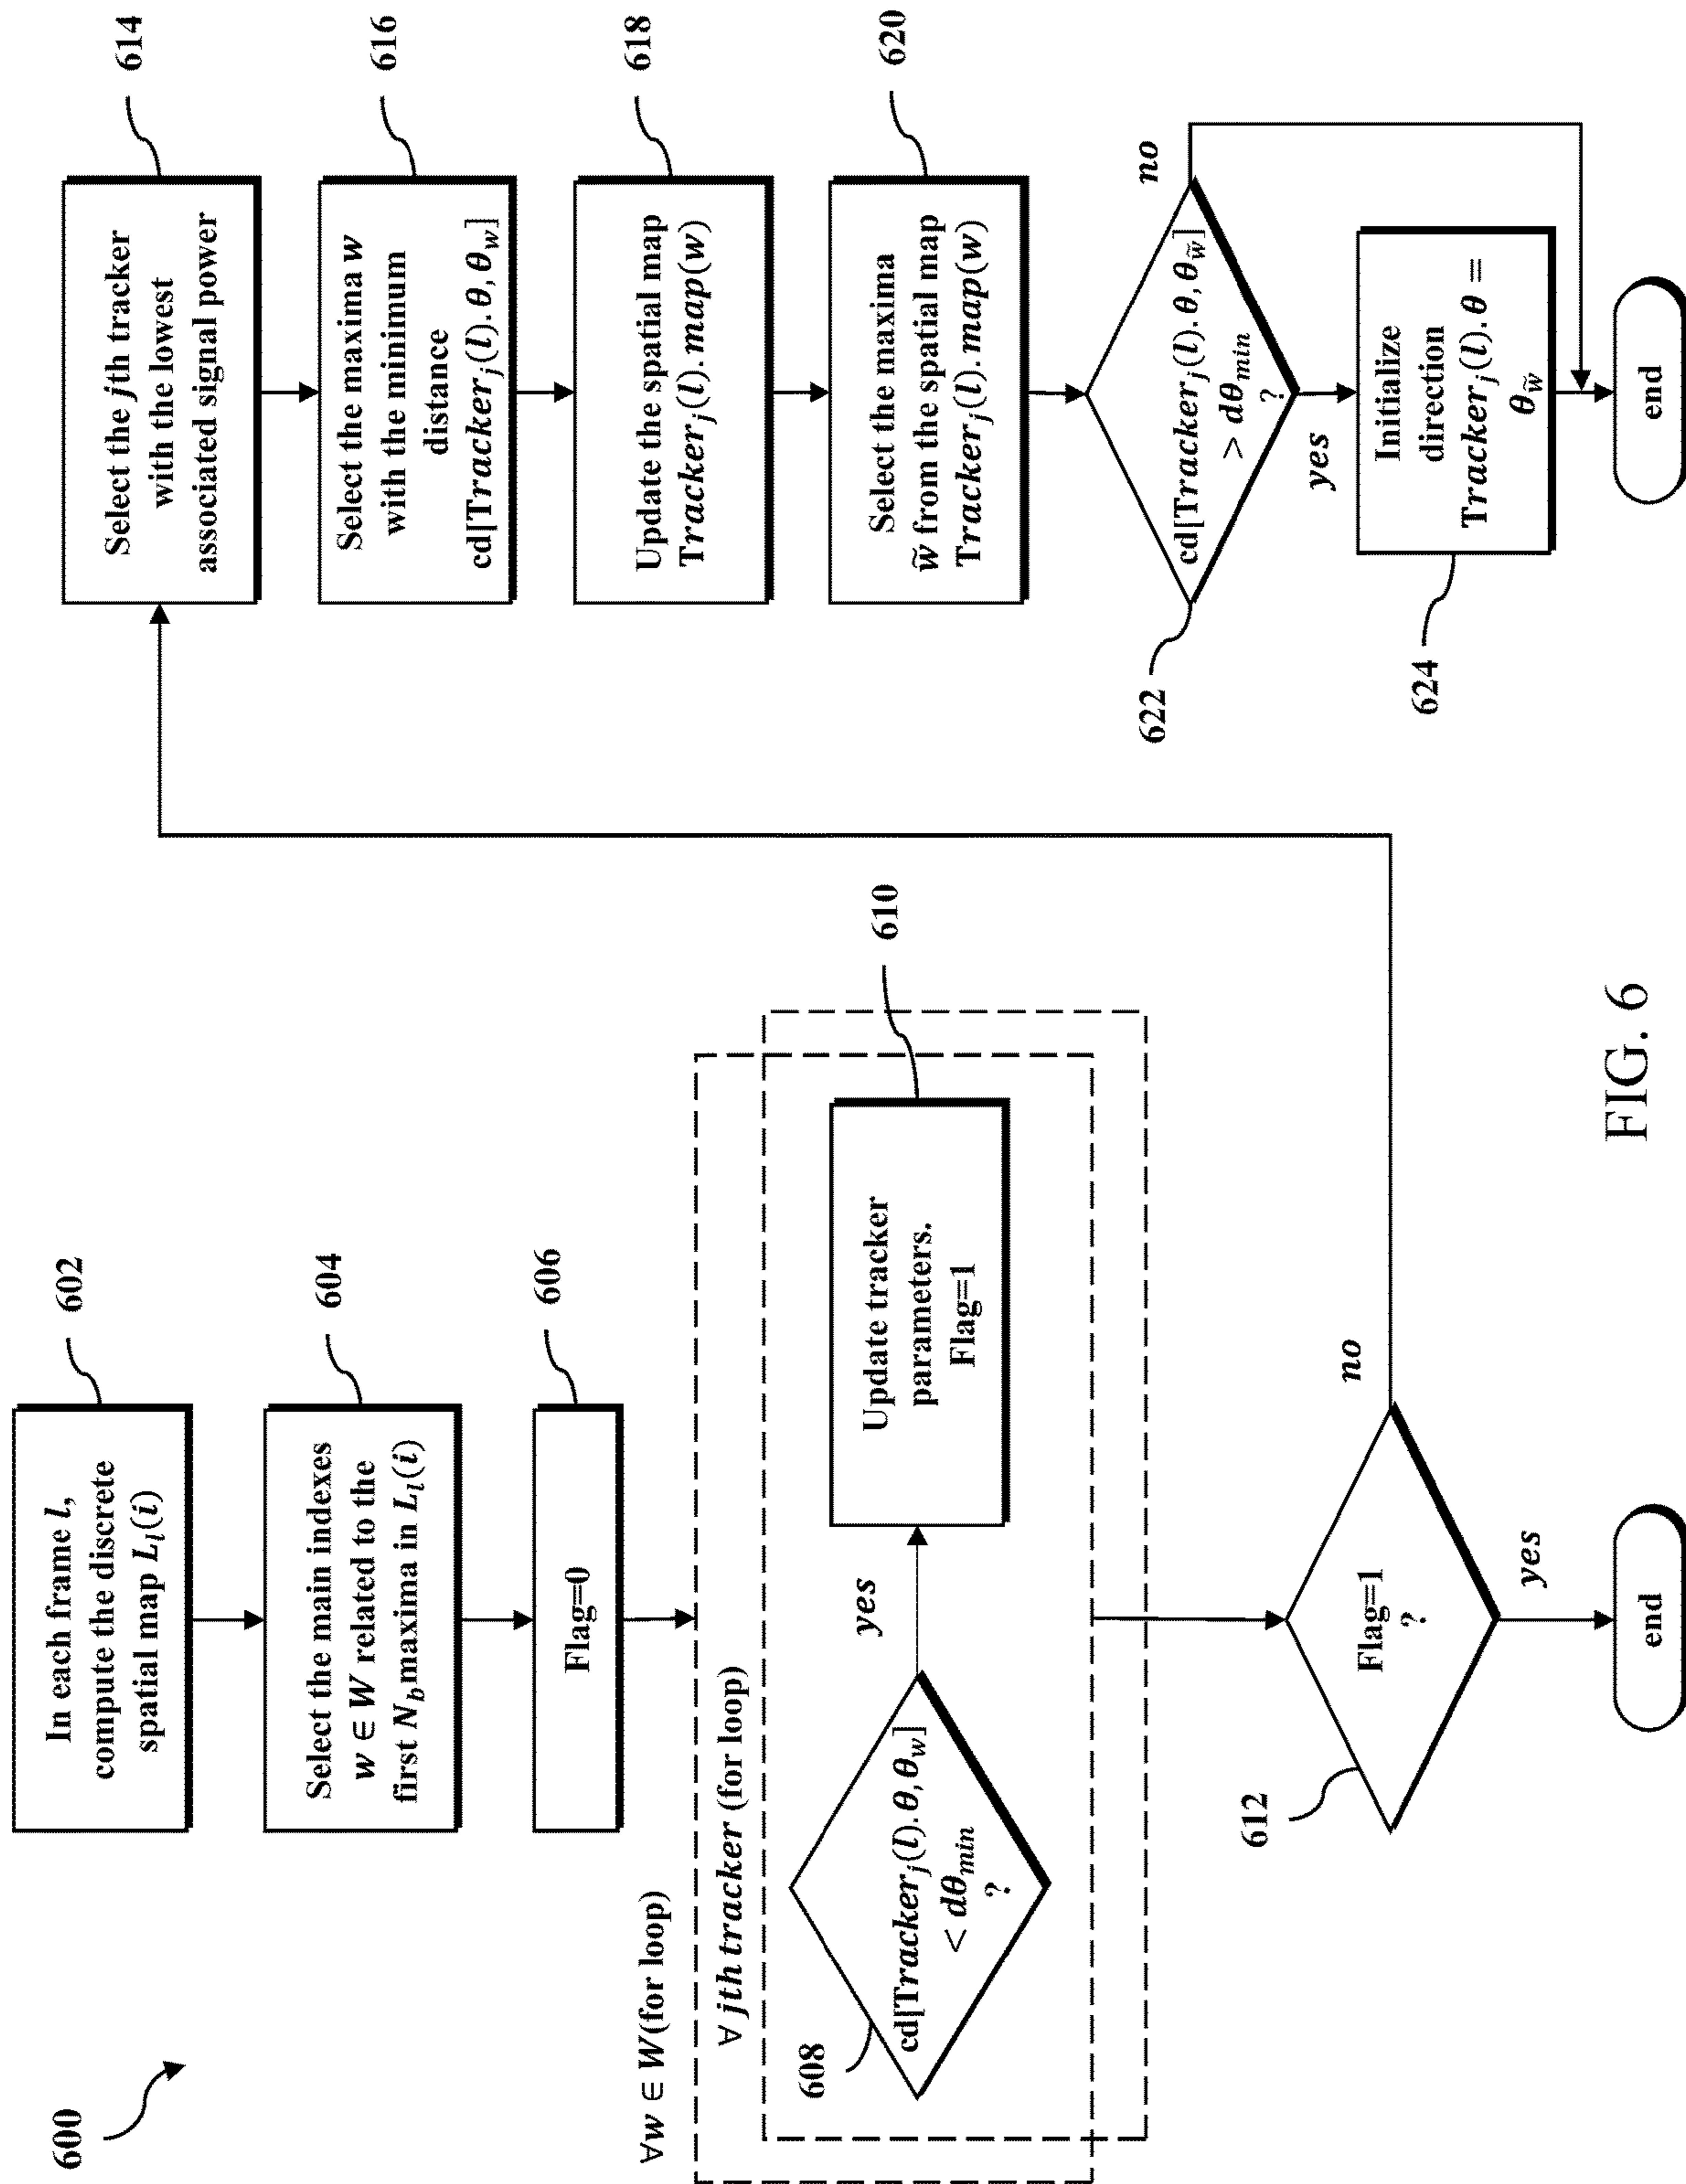 600
602
In each frame l,
compute the discrete
spatial map L_l(i)
604
Select the main indexes
w ∈ W related to the
first N_b maxima in L_l(i)
606
Flag=0
∀w ∈ W(for loop)
∀ jth tracker (for loop)
608
cd[Tracker_j(l).θ,θ_w]
< dθ_min
?
yes
610
Update tracker
parameters.
Flag=1
612
Flag=1
?
no
yes
end
614
Select the jth tracker
with the lowest
associated signal power
616
Select the maxima w
with the minimum
distance
cd[Tracker_j(l).θ,θ_w]
618
Update the spatial map
Tracker_j(l).map(w)
620
Select the maxima
w̃ from the spatial map
Tracker_j(l).map(w)
622
cd[Tracker_j(l).θ,θ_w̃]
> dθ_min
?
no
yes
624
Initialize
direction
Tracker_j(l).θ =
θ_w̃
end
FIG. 6